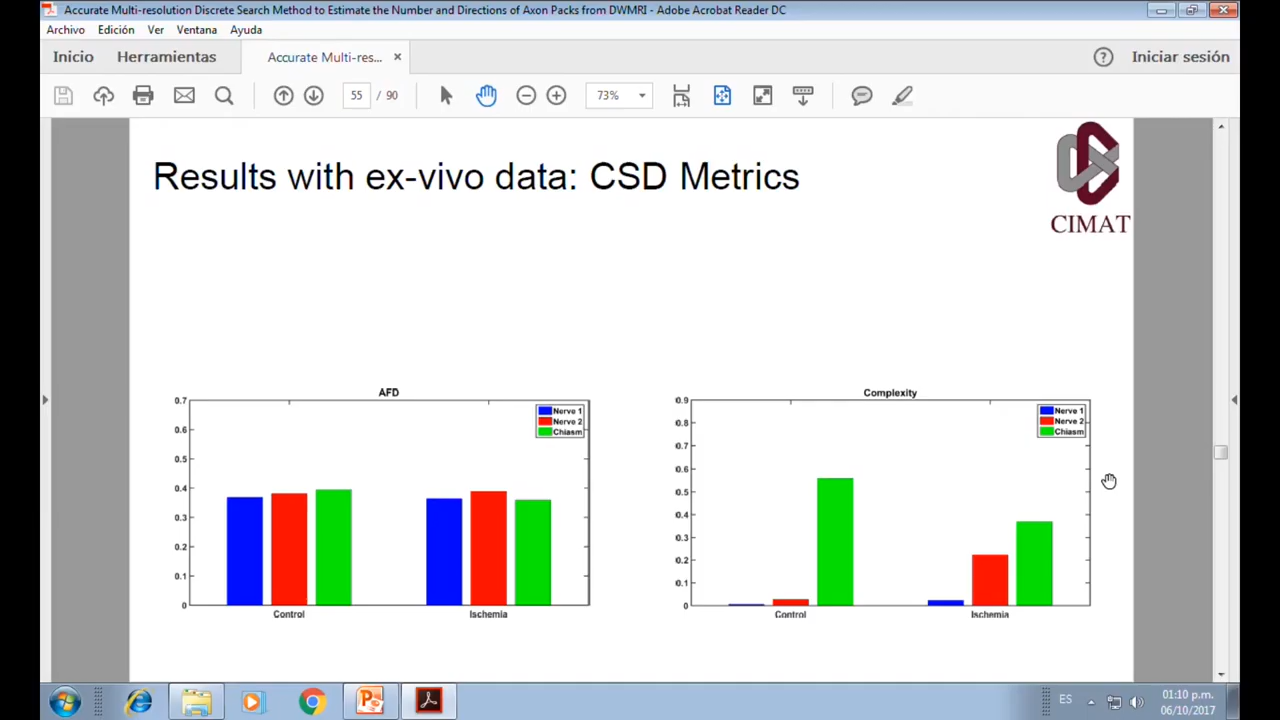 Accurate Multi-resolution Discrete Search Method to Estimate the Number and Directions of Axon Packs from DWMRI - Adobe Acrobat Reader DC
Archivo Edición Ver Ventana Ayuda
Inicio Herramientas Accurate Multi-res... × ? Iniciar sesión
55 / 90 73%
Results with ex-vivo data: CSD Metrics
CIMAT
AFD
0.7
0.6
0.5
0.4
0.3
0.2
0.1
0
Nerve 1
Nerve 2
Chiasm
Control Ischemia
Complexity
0.9
0.8
0.7
0.6
0.5
0.4
0.3
0.2
0.1
0
Nerve 1
Nerve 2
Chiasm
Control Ischemia
ES
01:10 p.m.
06/10/2017